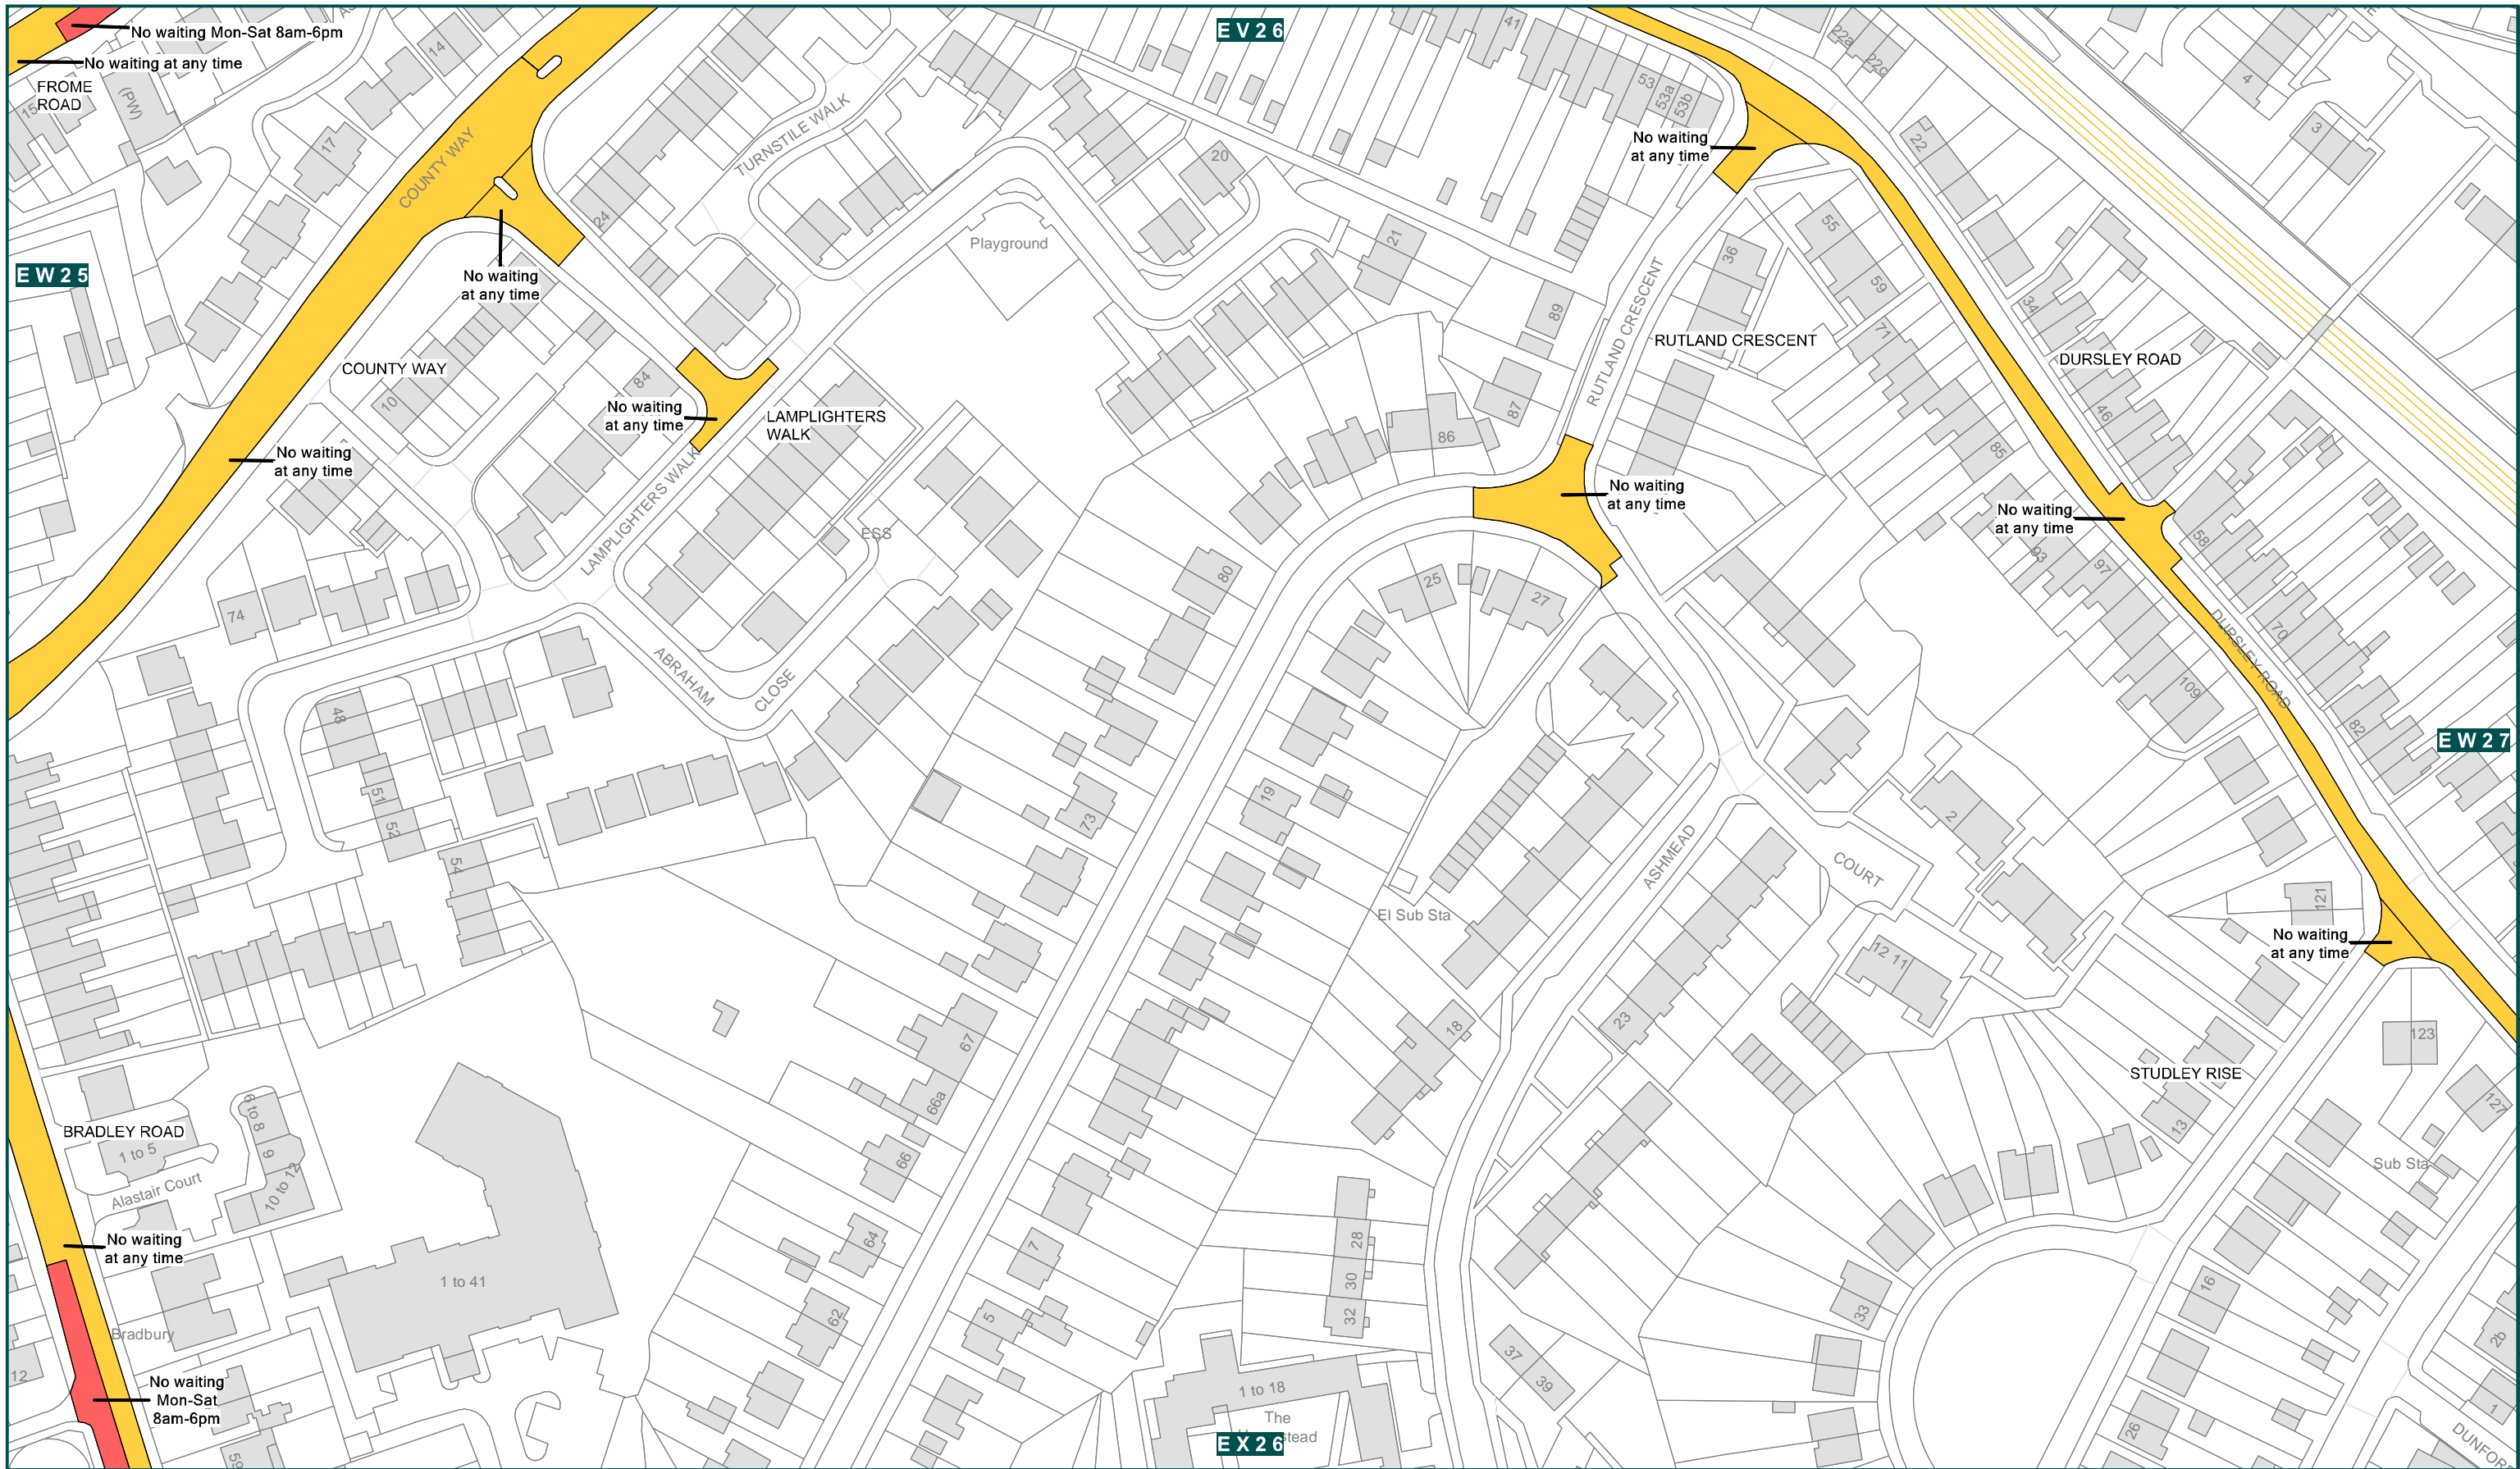 No waiting Mon-Sat 8am-6pm
No waiting at any time
FROME
ROAD
15
(PW)
14
17
COUNTY WAY
E V 2 6
E W 2 5
TURNSTILE WALK
24
20
Playground
41
53
53a
53b
22a
22c
22
4
3
No waiting
at any time
No waiting
at any time
21
36
55
59
RUTLAND CRESCENT
RUTLAND CRESCENT
71
34
DURSLEY ROAD
46
COUNTY WAY
10
84
No waiting
at any time
LAMPLIGHTERS
WALK
LAMPLIGHTERS WALK
No waiting
at any time
89
87
86
85
No waiting
at any time
No waiting
at any time
58
93
97
70
DURSLEY ROAD
109
82
E W 2 7
ESS
74
80
25
27
ABRAHAM
CLOSE
48
51
52
54
73
19
2
El Sub Sta
ASHMEAD
COURT
121
No waiting
at any time
12 11
18
23
123
127
STUDLEY RISE
13
Sub Sta
67
66a
66
64
62
7
5
28
30
32
33
16
26
2b
1
37
39
BRADLEY ROAD
1 to 5
6 to 8
9
10 to 12
Alastair Court
No waiting
at any time
1 to 41
Bradbury
12
No waiting
Mon-Sat
8am-6pm
59
1 to 18
The
stead
E X 2 6
DUNFOR